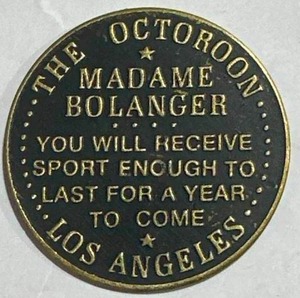 THE OCTOROON
MADAME
BOLANGER
YOU WILL RECEIVE
SPORT ENOUGH TO
LAST FOR A YEAR
TO COME
LOS ANGELES